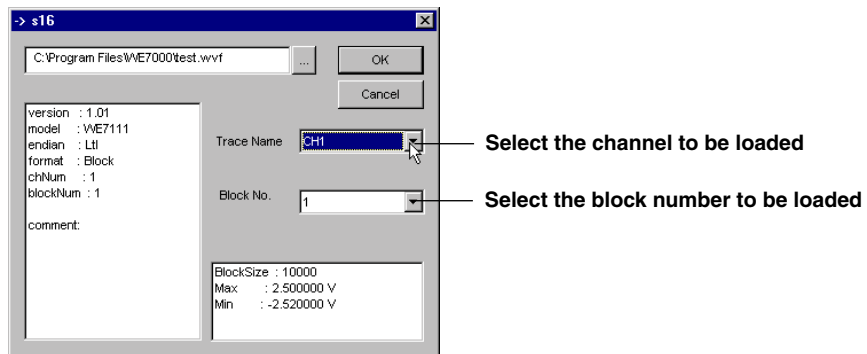 -> s16
C:\Program Files\WE7000\test.wvf
...
OK
Cancel
version : 1.01
model : WE7111
endian : Ltl
format : Block
chNum : 1
blockNum : 1
comment:
Trace Name
CH1
Select the channel to be loaded
Block No.
1
Select the block number to be loaded
BlockSize : 10000
Max : 2.500000 V
Min : -2.520000 V